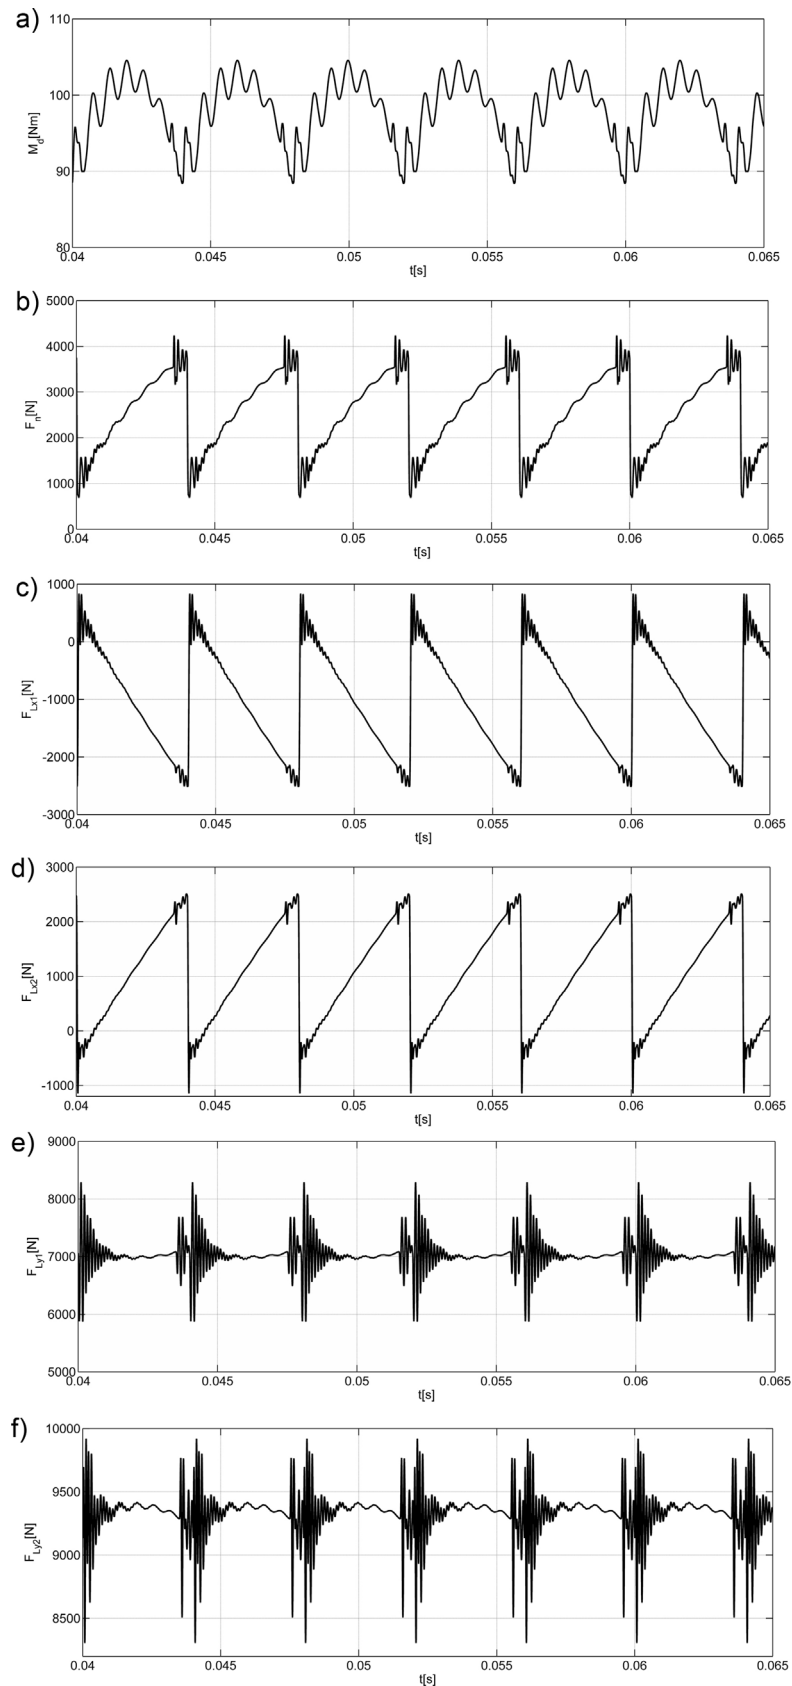 a)
110
100
90
80
M_d[Nm]
0.04 0.045 0.05 0.055 0.06 0.065
t[s]
b)
5000
4000
3000
2000
1000
0
F_n[N]
0.04 0.045 0.05 0.055 0.06 0.065
t[s]
c)
1000
0
-1000
-2000
-3000
F_Lx1[N]
0.04 0.045 0.05 0.055 0.06 0.065
t[s]
d)
3000
2000
1000
0
-1000
F_Lx2[N]
0.04 0.045 0.05 0.055 0.06 0.065
t[s]
e)
9000
8000
7000
6000
5000
F_Ly1[N]
0.04 0.045 0.05 0.055 0.06 0.065
t[s]
f)
10000
9500
9000
8500
F_Ly2[N]
0.04 0.045 0.05 0.055 0.06 0.065
t[s]